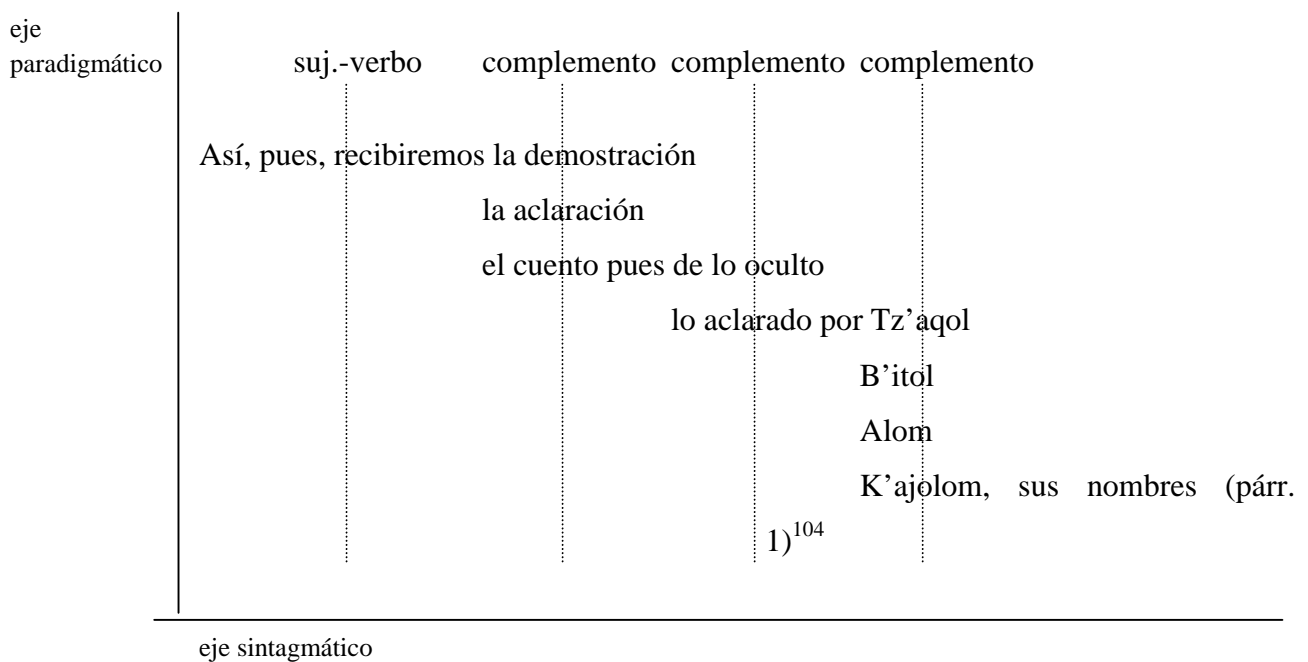 eje
paradigmático
suj.-verbo complemento complemento complemento
Así, pues, recibiremos la demostración
la aclaración
el cuento pues de lo oculto
lo aclarado por Tz’aqol
B’itol
Alom
K’ajolom, sus nombres (párr.
1)104
eje sintagmático